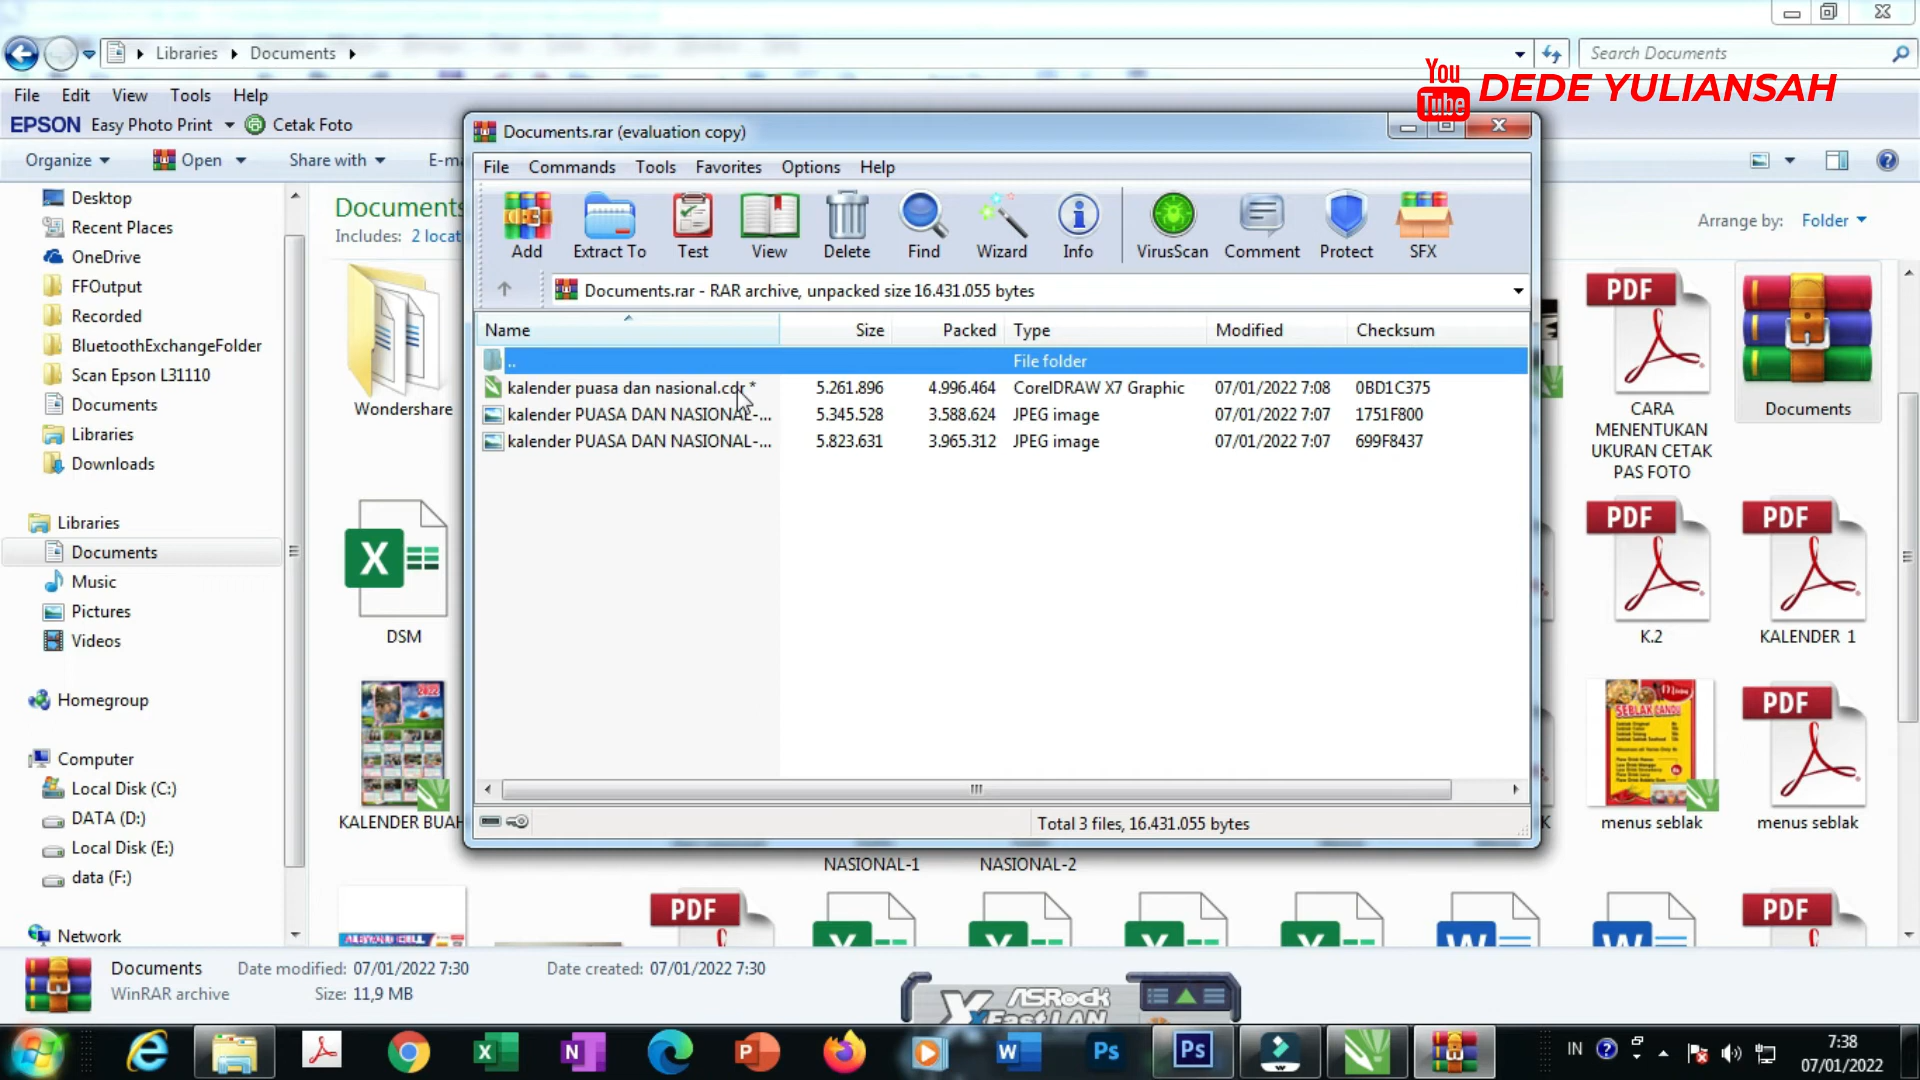 Libraries
Documents
Search Documents
You
Tube
DEDE YULIANSAH
File Edit View Tools Help
EPSON Easy Photo Print Cetak Foto
Organize Open Share with
Desktop
Recent Places
OneDrive
FFOutput
Recorded
BluetoothExchangeFolder
Scan Epson L31110
Documents
Libraries
Downloads
Libraries
Documents
Music
Pictures
Videos
Homegroup
Computer
Local Disk (C:)
DATA (D:)
Local Disk (E:)
data (F:)
Network
Documents
Includes: 2 locat
Arrange by: Folder
Wondershare
DSM
2022
KALENDER BUAH
Documents.rar (evaluation copy)
File Commands Tools Favorites Options Help
Add Extract To Test View Delete Find Wizard Info VirusScan Comment Protect SFX
Documents.rar - RAR archive, unpacked size 16.431.055 bytes
Name Size Packed Type Modified Checksum
.. File folder
kalender puasa dan nasional.cdr * 5.261.896 4.996.464 CorelDRAW X7 Graphic 07/01/2022 7:08 0BD1C375
kalender PUASA DAN NASIONAL-... 5.345.528 3.588.624 JPEG image 07/01/2022 7:07 1751F800
kalender PUASA DAN NASIONAL-... 5.823.631 3.965.312 JPEG image 07/01/2022 7:07 699F8437
Total 3 files, 16.431.055 bytes
NASIONAL-1
NASIONAL-2
PDF
CARA
MENENTUKAN
UKURAN CETAK
PAS FOTO
Documents
PDF
K.2
PDF
KALENDER 1
Menu
SEBLAK CANDU
menus seblak
PDF
menus seblak
PDF
PDF
Documents Date modified: 07/01/2022 7:30 Date created: 07/01/2022 7:30
WinRAR archive Size: 11,9 MB
ASRock
XFast LAN
IN
7:38
07/01/2022